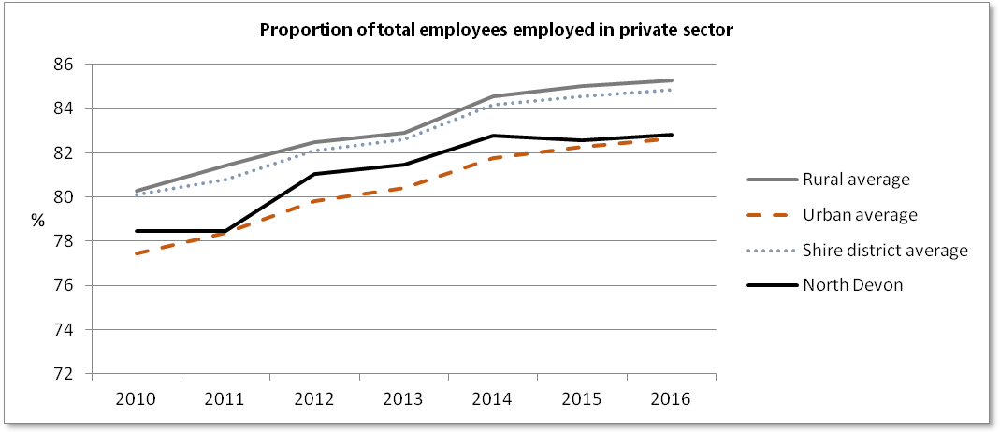 Proportion of total employees employed in private sector
86
84
82
80
78
76
74
72
%
2010 2011 2012 2013 2014 2015 2016
Rural average
Urban average
Shire district average
North Devon